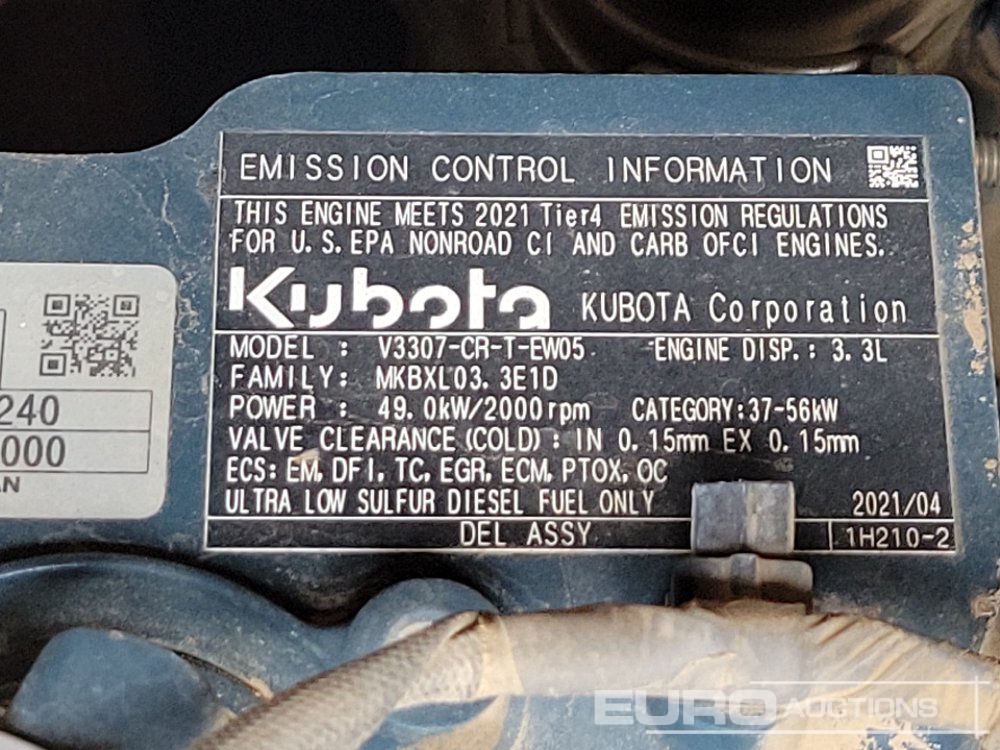 EMISSION CONTROL INFORMATION
THIS ENGINE MEETS 2021 Tier4 EMISSION REGULATIONS
FOR U.S.EPA NONROAD CI AND CARB OFCI ENGINES.
Kubota KUBOTA Corporation
MODEL : V3307-CR-T-EW05 ENGINE DISP.: 3.3L
FAMILY: MKBXL03.3E1D
POWER : 49.0kW/2000rpm CATEGORY:37-56kW
VALVE CLEARANCE(COLD): IN 0.15mm EX 0.15mm
ECS: EM, DFI, TC, EGR, ECM, PTOX, OC
ULTRA LOW SULFUR DIESEL FUEL ONLY 2021/04
DEL ASSY 1H210-2
240
000
AN
EURO AUCTIONS